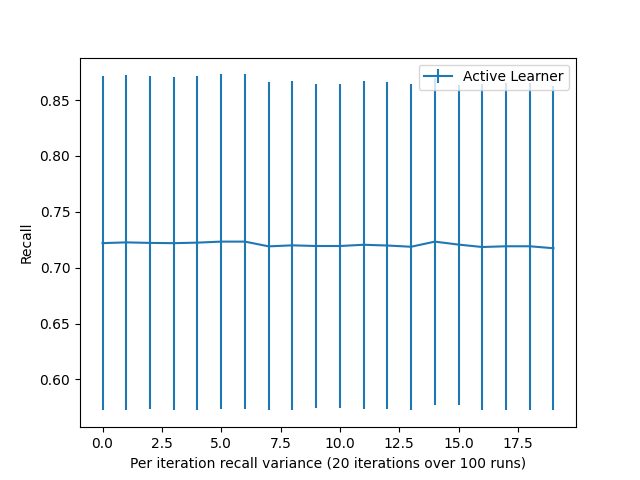 Active Learner
0.85
0.80
0.75
0.70
0.65
0.60
Recall
0.0 2.5 5.0 7.5 10.0 12.5 15.0 17.5
Per iteration recall variance (20 iterations over 100 runs)